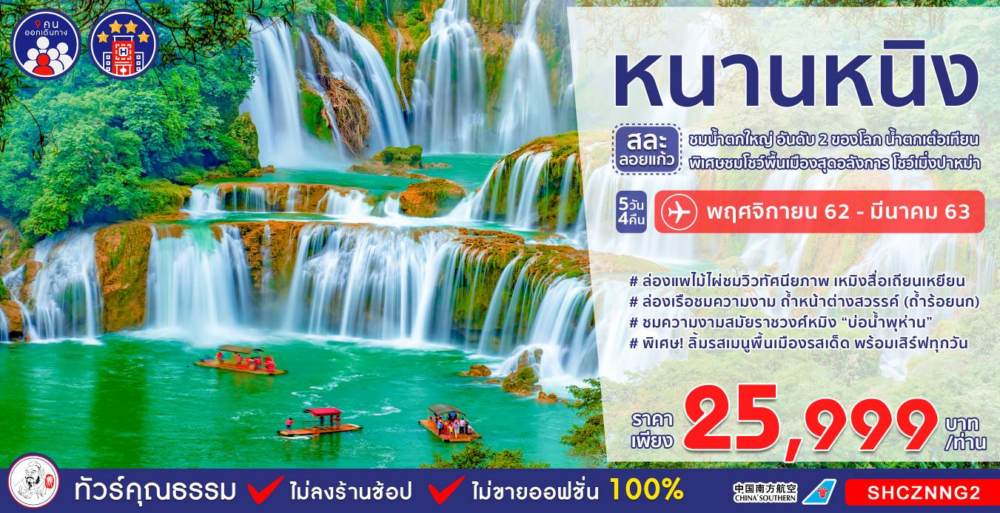 9 คน
ออกเดินทาง
H
หนานหนิง
สละ
ลอยแก้ว
ชมน้ำตกใหญ่ อันดับ 2 ของโลก น้ำตกเต๋อเทียน
พิเศษชมโชว์พื้นเมืองสุดอลังการ โชว์เมิ่งปาหม่า
5วัน
4คืน
พฤศจิกายน 62 - มีนาคม 63
# ล่องแพไม้ไผ่ชมวิวทัศนียภาพ เหมิงสื่อเถียนเหยียน
# ล่องเรือชมความงาม ถ้ำหน้าต่างสวรรค์ (ถ้ำร้อยนก)
# ชมความงามสมัยราชวงศ์หมิง “บ่อน้ำพุห่าน”
# พิเศษ! ลิ้มรสเมนูพื้นเมืองรสเด็ด พร้อมเสิร์ฟทุกวัน
ราคา
เพียง
25,999
บาท
/ท่าน
ทัวร์คุณธรรม ไม่ลงร้านช้อป ไม่ขายออฟชั่น 100%
中国南方航空
CHINA SOUTHERN
SHCZNNG2